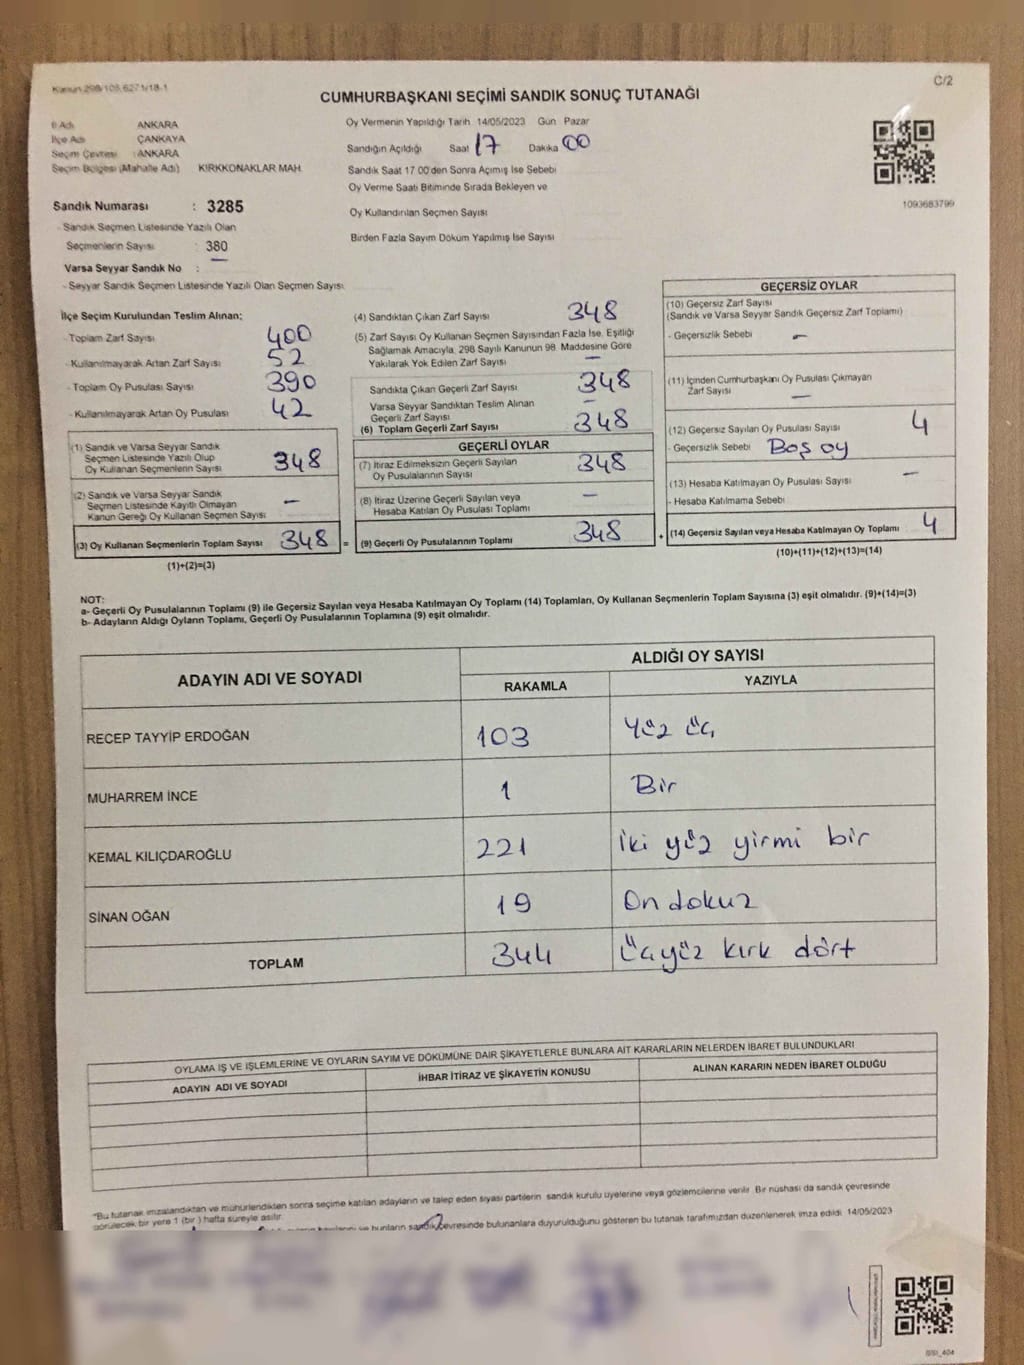 Kanun 298/105,6271/18-1
C/2
CUMHURBAŞKANI SEÇİMİ SANDIK SONUÇ TUTANAĞI
İl Adı ANKARA
İlçe Adı ÇANKAYA
Seçim Çevresi : ANKARA
Seçim Bölgesi (Mahalle Adı) KIRKKONAKLAR MAH.
Sandık Numarası : 3285
- Sandık Seçmen Listesinde Yazılı Olan
Seçmenlerin Sayısı : 380
Varsa Seyyar Sandık No : —
- Seyyar Sandık Seçmen Listesinde Yazılı Olan Seçmen Sayısı:
Oy Vermenin Yapıldığı Tarih 14/05/2023 Gün Pazar
Sandığın Açıldığı Saat 17 Dakika 00
Sandık Saat 17 00'den Sonra Açımış İse Sebebi
Oy Verme Saati Bitiminde Sırada Bekleyen ve
Oy Kullandırılan Seçmen Sayısı
Birden Fazla Sayım Döküm Yapılmış İse Sayısı
1093683799
İlçe Seçim Kurulundan Teslim Alınan:
- Toplam Zarf Sayısı 400
- Kullanılmayarak Artan Zarf Sayısı 52
- Toplam Oy Pusulası Sayısı 390
- Kullanılmayarak Artan Oy Pusulası 42
(1) Sandık ve Varsa Seyyar Sandık
Seçmen Listesinde Yazılı Olup
Oy Kullanan Seçmenlerin Sayısı 348
(2) Sandık ve Varsa Seyyar Sandık
Seçmen Listesinde Kayıtlı Olmayan
Kanun Gereği Oy Kullanan Seçmen Sayısı —
(3) Oy Kullanan Seçmenlerin Toplam Sayısı 348 =
(1)+(2)=(3)
(4) Sandıktan Çıkan Zarf Sayısı 348
(5) Zarf Sayısı Oy Kullanan Seçmen Sayısından Fazla İse, Eşitliği
Sağlamak Amacıyla, 298 Sayılı Kanunun 98. Maddesine Göre
Yakılarak Yok Edilen Zarf Sayısı —
Sandıkta Çıkan Geçerli Zarf Sayısı 348
Varsa Seyyar Sandıktan Teslim Alınan
Geçerli Zarf Sayısı —
(6) Toplam Geçerli Zarf Sayısı 348
GEÇERLİ OYLAR
(7) İtiraz Edilmeksizin Geçerli Sayılan
Oy Pusulalarının Sayısı 348
(8) İtiraz Üzerine Geçerli Sayılan veya
Hesaba Katılan Oy Pusulası Toplamı —
(9) Geçerli Oy Pusulalarının Toplamı 348 +
GEÇERSİZ OYLAR
(10) Geçersiz Zarf Sayısı
(Sandık ve Varsa Seyyar Sandık Geçersiz Zarf Toplamı)
- Geçersizlik Sebebi —
(11) İçinden Cumhurbaşkanı Oy Pusulası Çıkmayan
Zarf Sayısı —
(12) Geçersiz Sayılan Oy Pusulası Sayısı 4
- Geçersizlik Sebebi Boş oy
(13) Hesaba Katılmayan Oy Pusulası Sayısı —
- Hesaba Katılmama Sebebi
(14) Geçersiz Sayılan veya Hesaba Katılmayan Oy Toplamı 4
(10)+(11)+(12)+(13)=(14)
NOT:
a- Geçerli Oy Pusulalarının Toplamı (9) ile Geçersiz Sayılan veya Hesaba Katılmayan Oy Toplamı (14) Toplamları, Oy Kullanan Seçmenlerin Toplam Sayısına (3) eşit olmalıdır. (9)+(14)=(3)
b- Adayların Aldığı Oyların Toplamı, Geçerli Oy Pusulalarının Toplamına (9) eşit olmalıdır.
ADAYIN ADI VE SOYADI
ALDIĞI OY SAYISI
RAKAMLA YAZIYLA
RECEP TAYYİP ERDOĞAN 103 Yüz üç
MUHARREM İNCE 1 Bir
KEMAL KILIÇDAROĞLU 221 iki yüz yirmi bir
SİNAN OĞAN 19 On dokuz
TOPLAM 344 Üçyüz kırk dört
OYLAMA İŞ VE İŞLEMLERİNE VE OYLARIN SAYIM VE DÖKÜMÜNE DAİR ŞİKAYETLERLE BUNLARA AİT KARARLARIN NELERDEN İBARET BULUNDUKLARI
ADAYIN ADI VE SOYADI İHBAR İTİRAZ VE ŞİKAYETİN KONUSU ALINAN KARARIN NEDEN İBARET OLDUĞU
"Bu tutanak imzalandıktan ve mühürlendikten sonra seçime katılan adayların ve talep eden siyasi partilerin sandık kurulu üyelerine veya gözlemcilerine verilir. Bir nüshası da sandık çevresinde
görülecek bir yere 1 (bir) hafta süreyle asılır.
ve bunların sandık çevresinde bulunanlara duyurulduğunu gösteren bu tutanak tarafımızdan düzenlenerek imza edildi. 14/05/2023